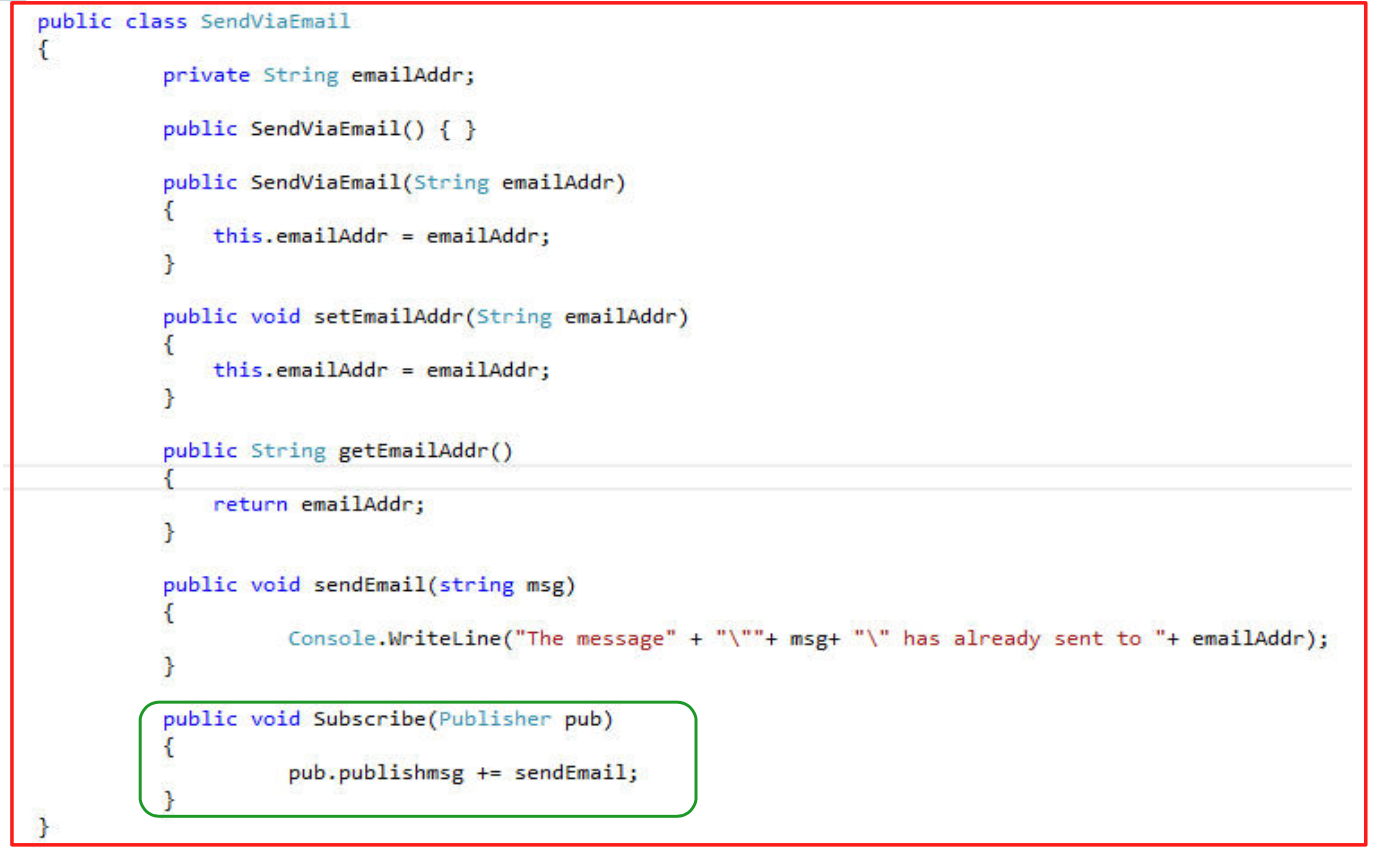 public class SendViaEmail
{
private String emailAddr;
public SendViaEmail() { }
public SendViaEmail(String emailAddr)
{
this.emailAddr = emailAddr;
}
public void setEmailAddr(String emailAddr)
{
this.emailAddr = emailAddr;
}
public String getEmailAddr()
{
return emailAddr;
}
public void sendEmail(string msg)
{
Console.WriteLine("The message" + "\""+ msg+ "\" has already sent to "+ emailAddr);
}
public void Subscribe(Publisher pub)
{
pub.publishmsg += sendEmail;
}
}